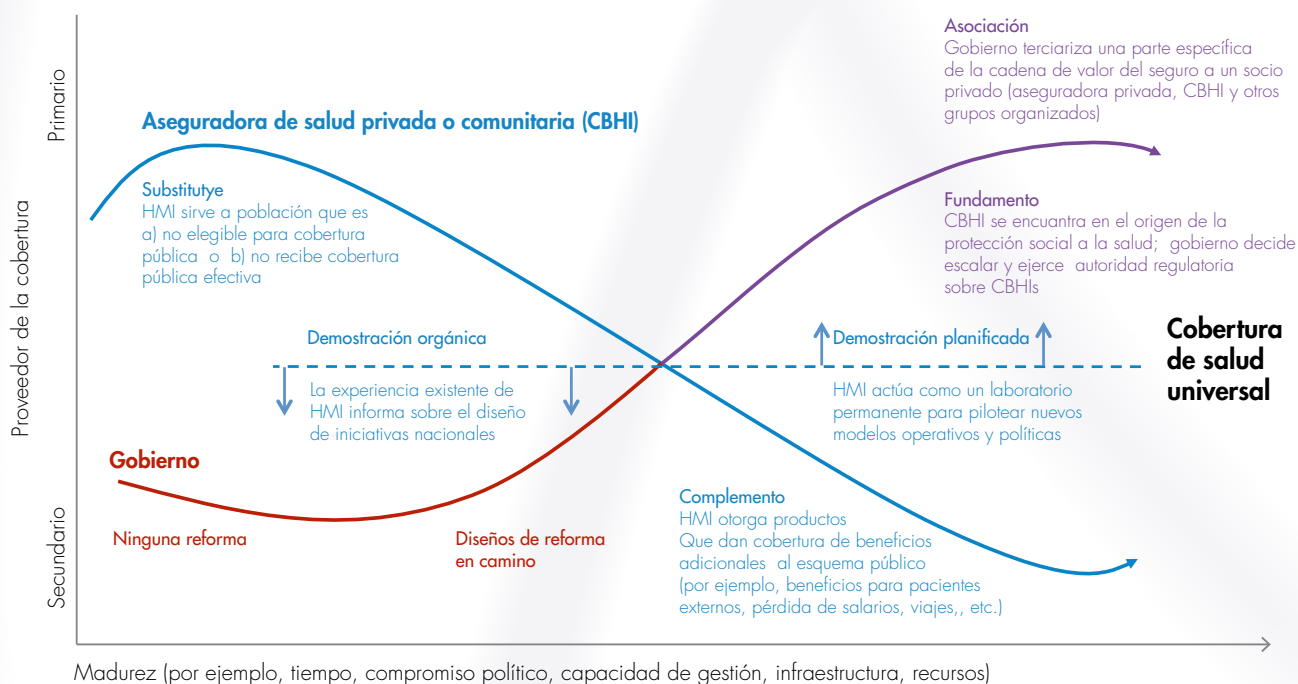 Asociación
Gobierno terciariza una parte específica
de la cadena de valor del seguro a un socio
privado (aseguradora privada, CBHI y otros
grupos organizados)
Primario
Aseguradora de salud privada o comunitaria (CBHI)
Substitutye
HMI sirve a población que es
a) no elegible para cobertura
pública o b) no recibe cobertura
pública efectiva
Fundamento
CBHI se encuentra en el origen de la
protección social a la salud; gobierno decide
escalar y ejerce autoridad regulatoria
sobre CBHIs
Proveedor de la cobertura
Demostración orgánica
La experiencia existente de
HMI informa sobre el diseño
de iniciativas nacionales
Demostración planificada
HMI actúa como un laboratorio
permanente para pilotear nuevos
modelos operativos y políticas
Cobertura
de salud
universal
Gobierno
Ninguna reforma
Diseños de reforma
en camino
Complemento
HMI otorga productos
Que dan cobertura de beneficios
adicionales al esquema público
(por ejemplo, beneficios para pacientes
externos, pérdida de salarios, viajes,, etc.)
Secundario
Madurez (por ejemplo, tiempo, compromiso político, capacidad de gestión, infraestructura, recursos)